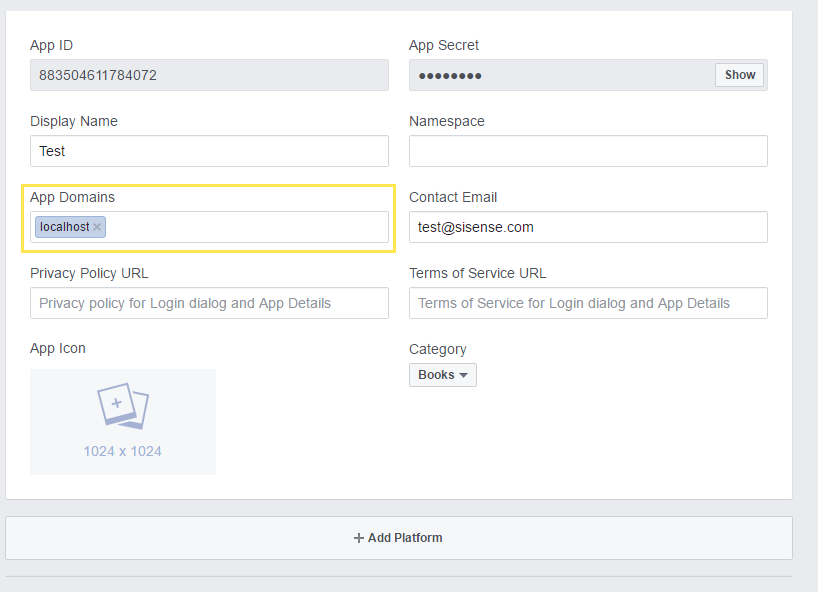 App ID
App Secret
883504611784072
●●●●●●●●
Show
Display Name
Namespace
Test
App Domains
Contact Email
localhost ×
test@sisense.com
Privacy Policy URL
Terms of Service URL
Privacy policy for Login dialog and App Details
Terms of Service for Login dialog and App Details
App Icon
Category
Books
1024 x 1024
+ Add Platform